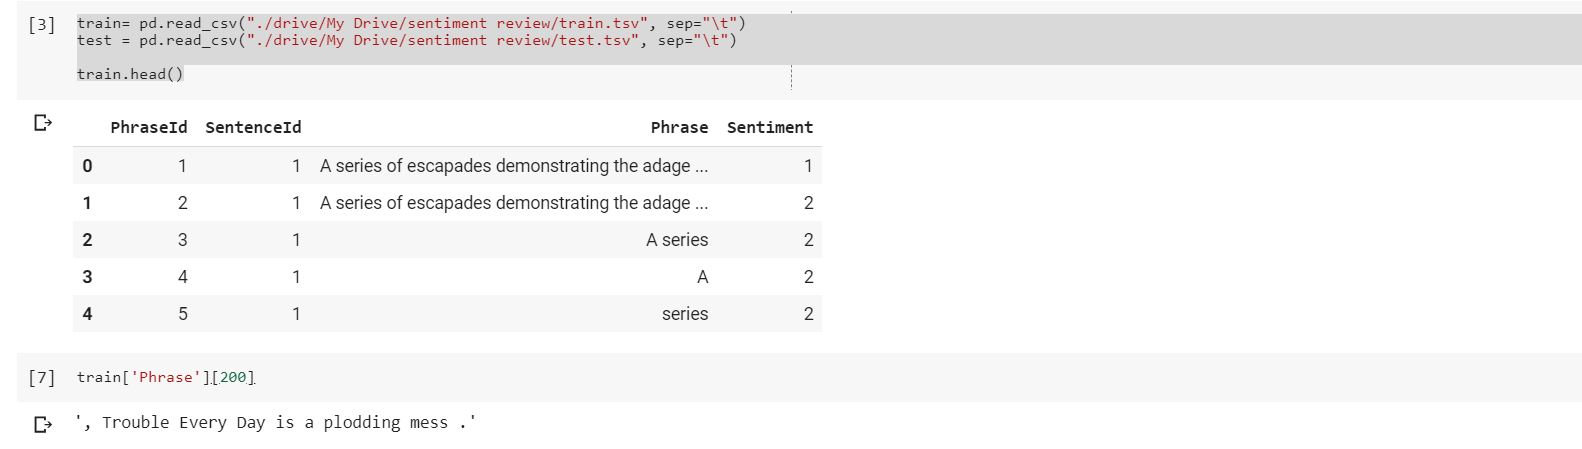 [3] train= pd.read_csv("./drive/My Drive/sentiment review/train.tsv", sep="\t")
test = pd.read_csv("./drive/My Drive/sentiment review/test.tsv", sep="\t")
train.head()
PhraseId SentenceId Phrase Sentiment
0 1 1 A series of escapades demonstrating the adage ... 1
1 2 1 A series of escapades demonstrating the adage ... 2
2 3 1 A series 2
3 4 1 A 2
4 5 1 series 2
[7] train['Phrase'][200]
', Trouble Every Day is a plodding mess .'